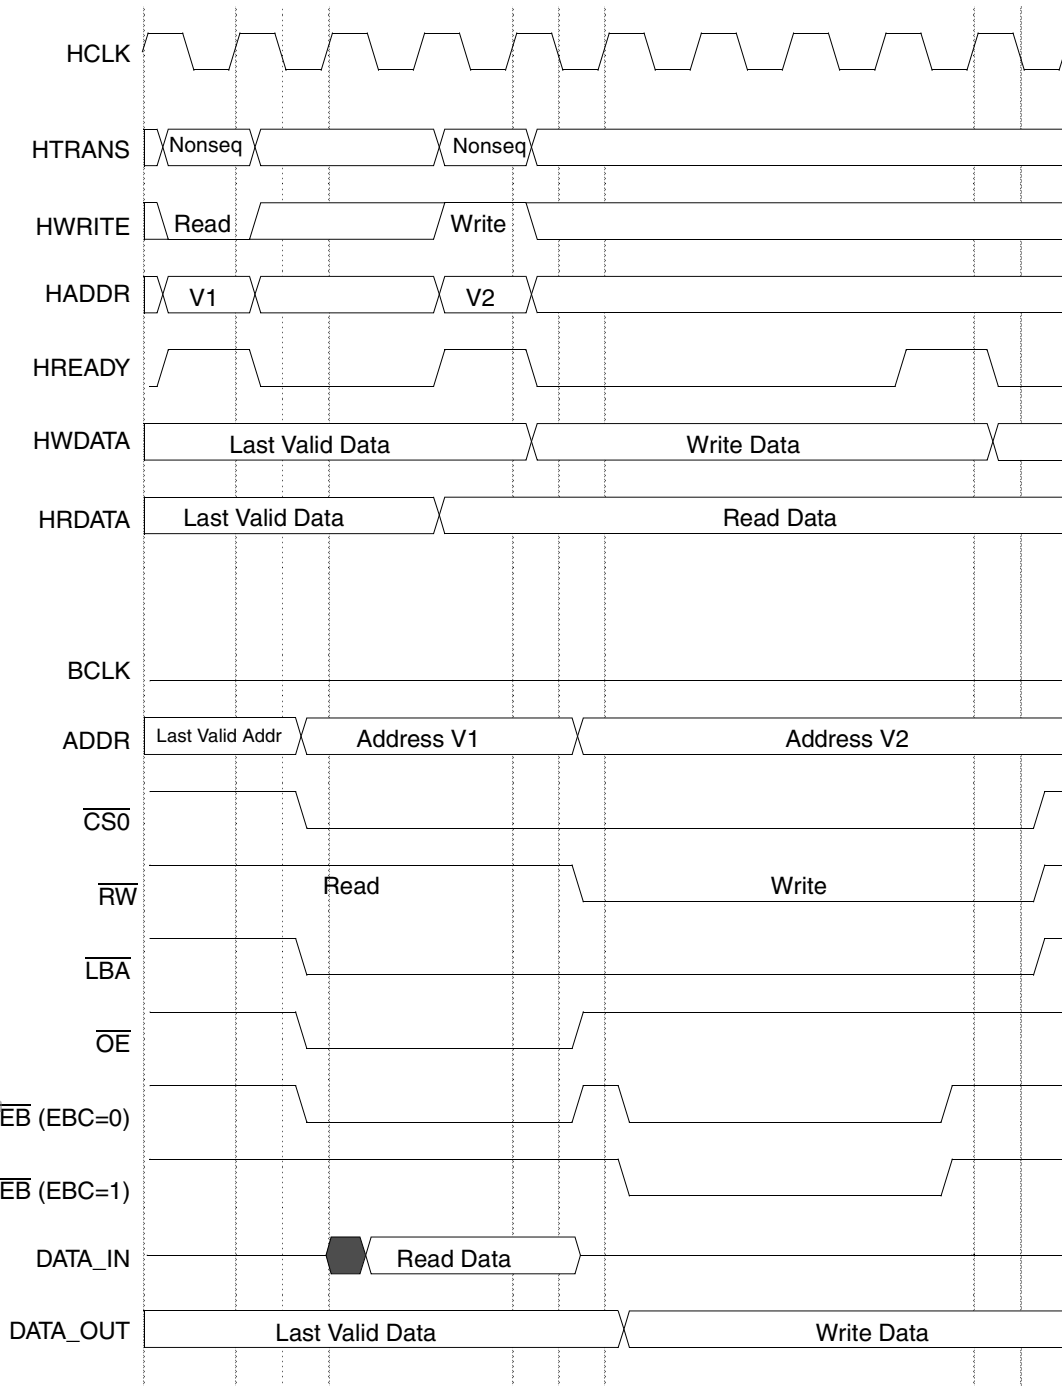 HCLK
HTRANS Nonseq Nonseq
HWRITE Read Write
HADDR V1 V2
HREADY
HWDATA Last Valid Data Write Data
HRDATA Last Valid Data Read Data
BCLK
ADDR Last Valid Addr Address V1 Address V2
CS0
RW Read Write
LBA
OE
EB (EBC=0)
EB (EBC=1)
DATA_IN Read Data
DATA_OUT Last Valid Data Write Data